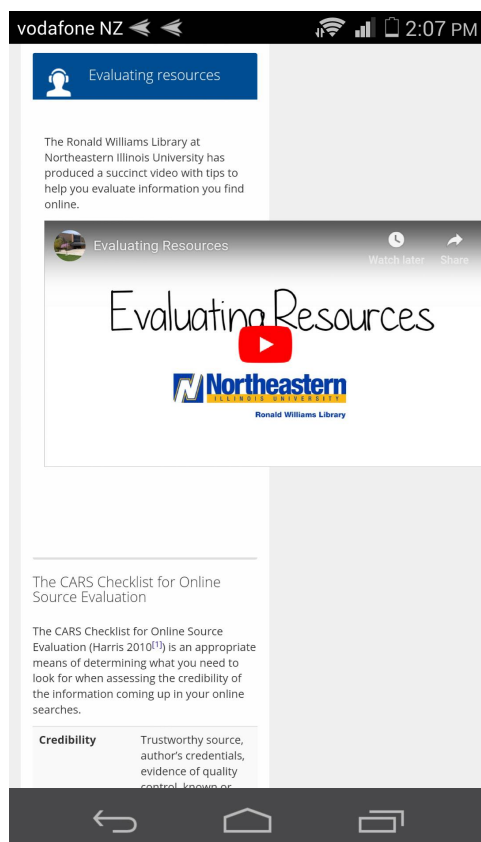 vodafone NZ 2:07 PM
Evaluating resources
The Ronald Williams Library at
Northeastern Illinois University has
produced a succinct video with tips to
help you evaluate information you find
online.
Evaluating Resources
Watch later Share
Evaluating Resources
Northeastern
ILLINOIS UNIVERSITY
Ronald Williams Library
The CARS Checklist for Online
Source Evaluation
The CARS Checklist for Online Source
Evaluation (Harris 2010[1]) is an appropriate
means of determining what you need to
look for when assessing the credibility of
the information coming up in your online
searches.
Credibility Trustworthy source,
author's credentials,
evidence of quality
control, known or